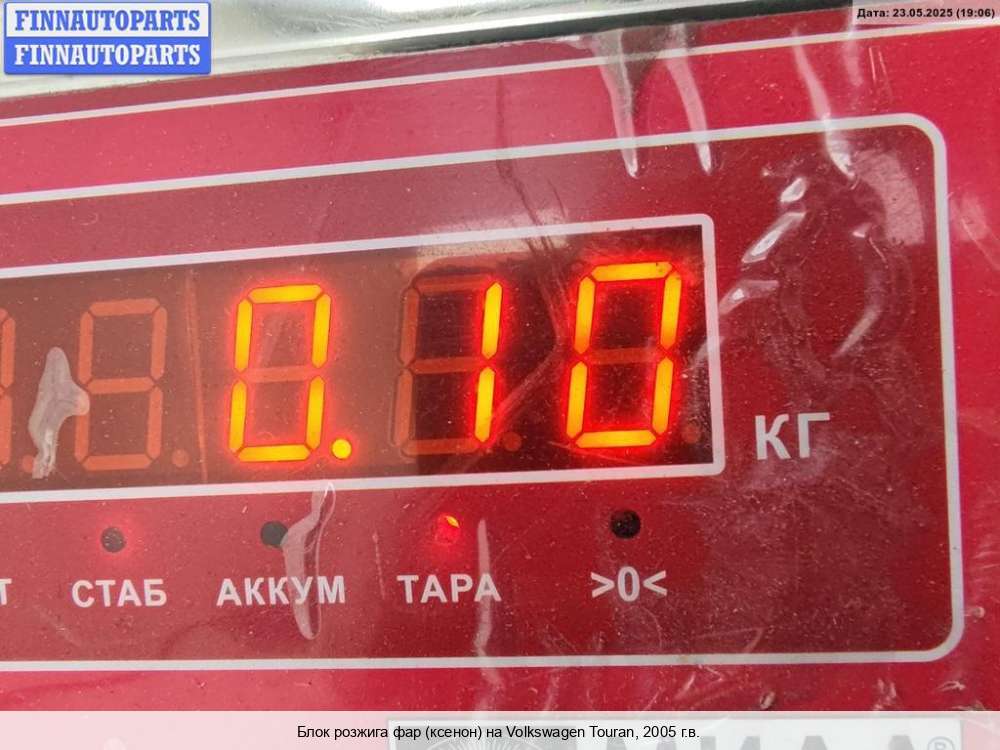 FINNAUTOPARTS
FINNAUTOPARTS
Дата: 23.05.2025 (19:06)
0.10
КГ
СТАБ
АККУМ
ТАРА
>0<
Блок розжига фар (ксенон) на Volkswagen Touran, 2005 г.в.